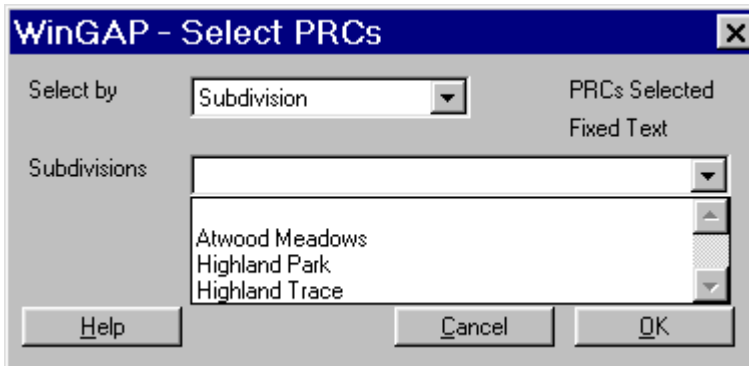 WinGAP - Select PRCs
Select by Subdivision PRCs Selected
Fixed Text
Subdivisions
Atwood Meadows
Highland Park
Highland Trace
Help Cancel OK